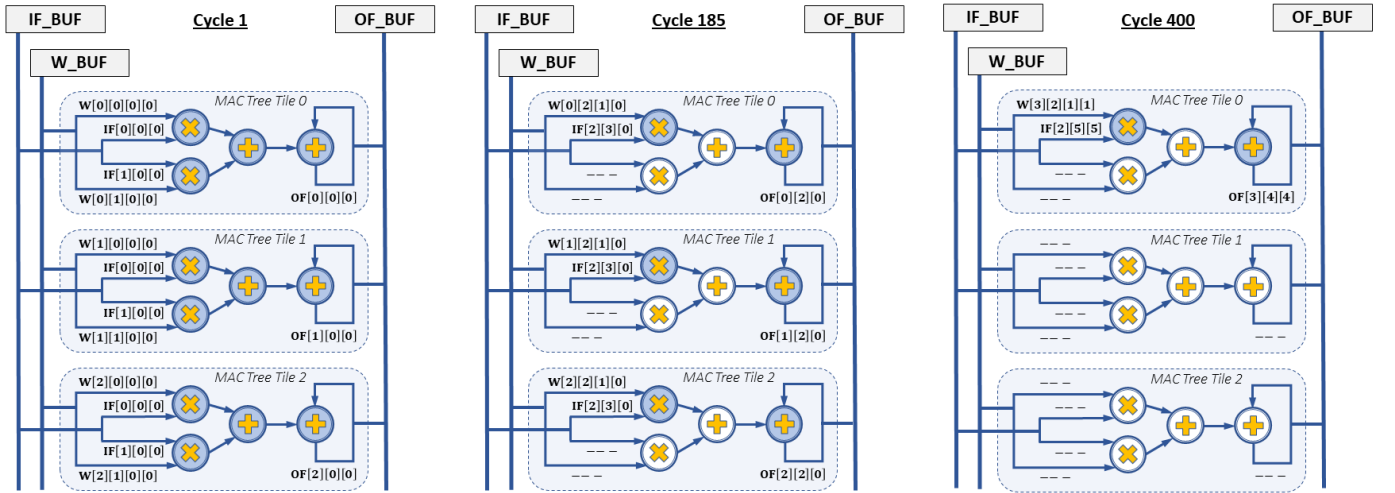 IF_BUF
Cycle 1
OF_BUF
W_BUF
MAC Tree Tile 0
W[0][0][0][0]
IF[0][0][0]
IF[1][0][0]
W[0][1][0][0]
OF[0][0][0]
MAC Tree Tile 1
W[1][0][0][0]
IF[0][0][0]
IF[1][0][0]
W[1][1][0][0]
OF[1][0][0]
MAC Tree Tile 2
W[2][0][0][0]
IF[0][0][0]
IF[1][0][0]
W[2][1][0][0]
OF[2][0][0]
IF_BUF
Cycle 185
OF_BUF
W_BUF
MAC Tree Tile 0
W[0][2][1][0]
IF[2][3][0]
---
---
OF[0][2][0]
MAC Tree Tile 1
W[1][2][1][0]
IF[2][3][0]
---
---
OF[1][2][0]
MAC Tree Tile 2
W[2][2][1][0]
IF[2][3][0]
---
---
OF[2][2][0]
IF_BUF
Cycle 400
OF_BUF
W_BUF
MAC Tree Tile 0
W[3][2][1][1]
IF[2][5][5]
---
---
OF[3][4][4]
MAC Tree Tile 1
---
---
---
---
---
MAC Tree Tile 2
---
---
---
---
---